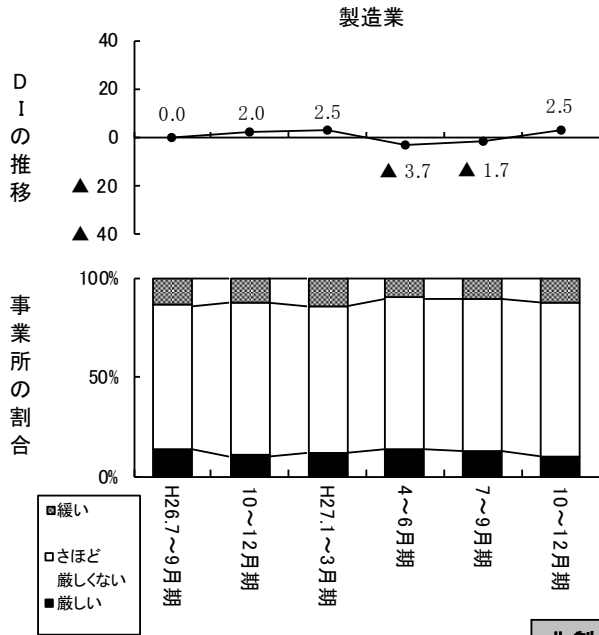 製造業
DIの推移
40
20
0
▲ 20
▲ 40
0.0
2.0
2.5
▲ 3.7
▲ 1.7
2.5
事業所の割合
100%
50%
0%
H26.7～9月期
10～12月期
H27.1～3月期
4～6月期
7～9月期
10～12月期
緩い
さほど
厳しくない
厳しい